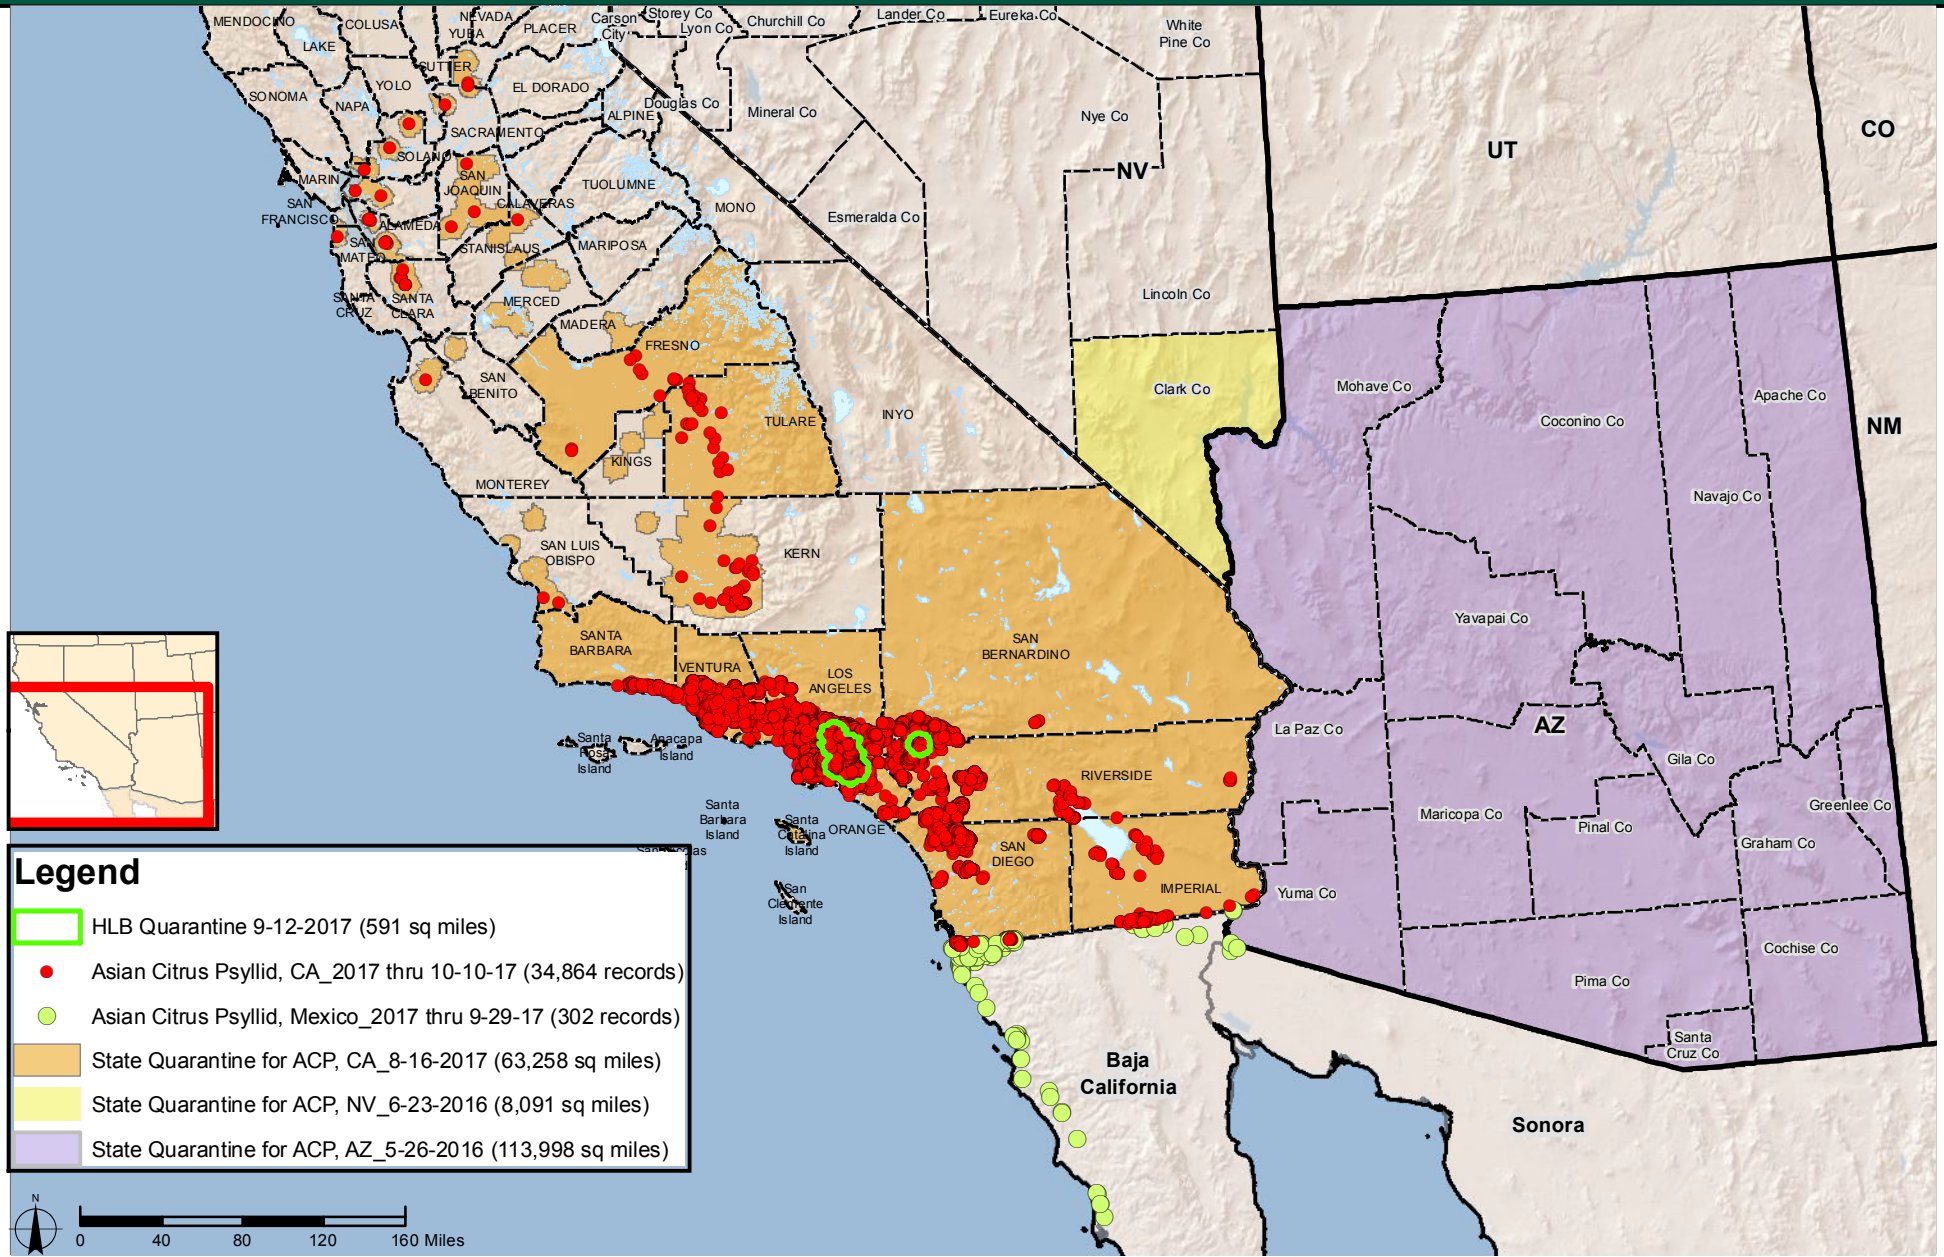 MENDOCINO
COLUSA
NEVADA
YUBA
PLACER
Carson
City
Storey Co
Lyon Co
Churchill Co
Lander Co
Eureka Co
White
Pine Co
LAKE
SUTTER
YOLO
EL DORADO
SONOMA
NAPA
Douglas Co
Mineral Co
ALPINE
Nye Co
SACRAMENTO
CO
UT
SOLANO
NV
MARIN
SAN
JOAQUIN
TUOLUMNE
SAN
FRANCISCO
CALAVERAS
MONO
Esmeralda Co
ALAMEDA
SAN
MATEO
STANISLAUS
MARIPOSA
SANTA
CRUZ
SANTA
CLARA
MERCED
Lincoln Co
MADERA
FRESNO
SAN
BENITO
Clark Co
Mohave Co
Apache Co
TULARE
INYO
Coconino Co
NM
KINGS
MONTEREY
Navajo Co
SAN LUIS
OBISPO
KERN
Yavapai Co
SANTA
BARBARA
VENTURA
LOS
ANGELES
SAN
BERNARDINO
La Paz Co
AZ
Santa
Rosa
Island
Anacapa
Island
Gila Co
RIVERSIDE
Santa
Barbara
Island
Santa
Catalina
Island
ORANGE
Maricopa Co
Pinal Co
Greenlee Co
Graham Co
SAN
DIEGO
IMPERIAL
San
Clemente
Island
Yuma Co
Cochise Co
Pima Co
Santa
Cruz Co
Baja
California
Sonora
Legend
HLB Quarantine 9-12-2017 (591 sq miles)
Asian Citrus Psyllid, CA_2017 thru 10-10-17 (34,864 records)
Asian Citrus Psyllid, Mexico_2017 thru 9-29-17 (302 records)
State Quarantine for ACP, CA_8-16-2017 (63,258 sq miles)
State Quarantine for ACP, NV_6-23-2016 (8,091 sq miles)
State Quarantine for ACP, AZ_5-26-2016 (113,998 sq miles)
N
0 40 80 120 160 Miles